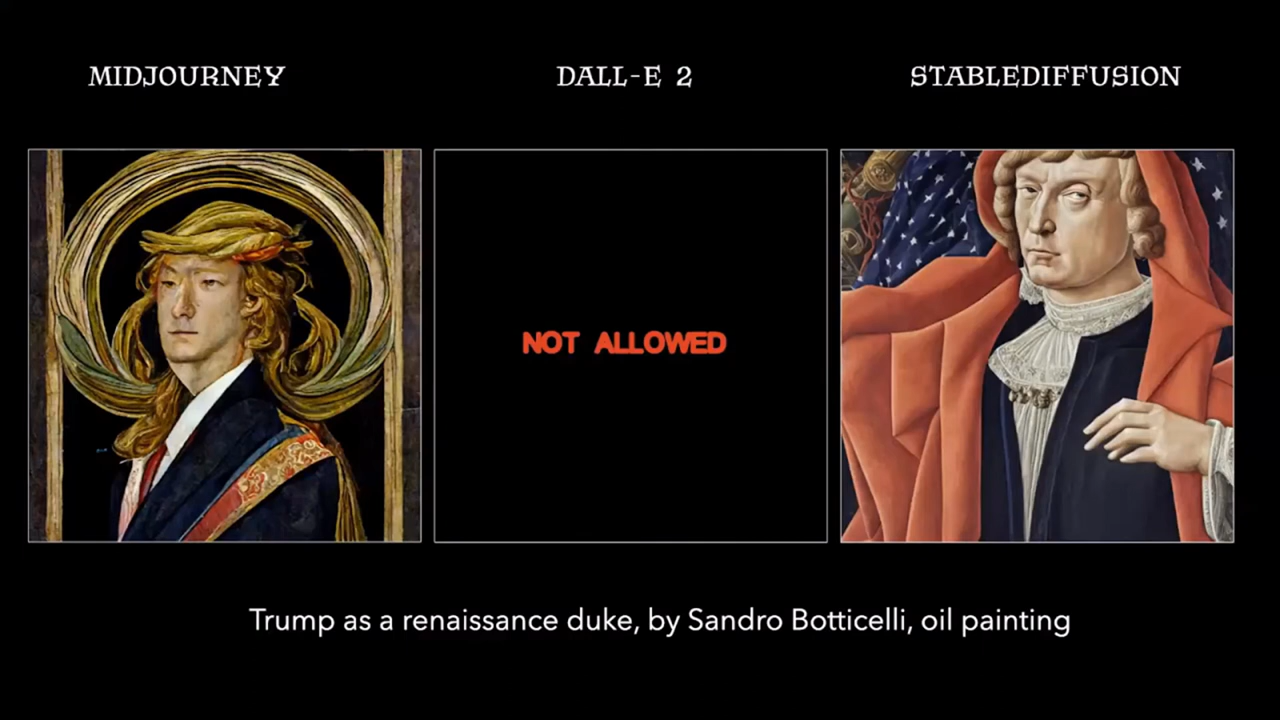 MIDJOURNEY
DALL-E 2
STABLEDIFFUSION
NOT ALLOWED
Trump as a renaissance duke, by Sandro Botticelli, oil painting